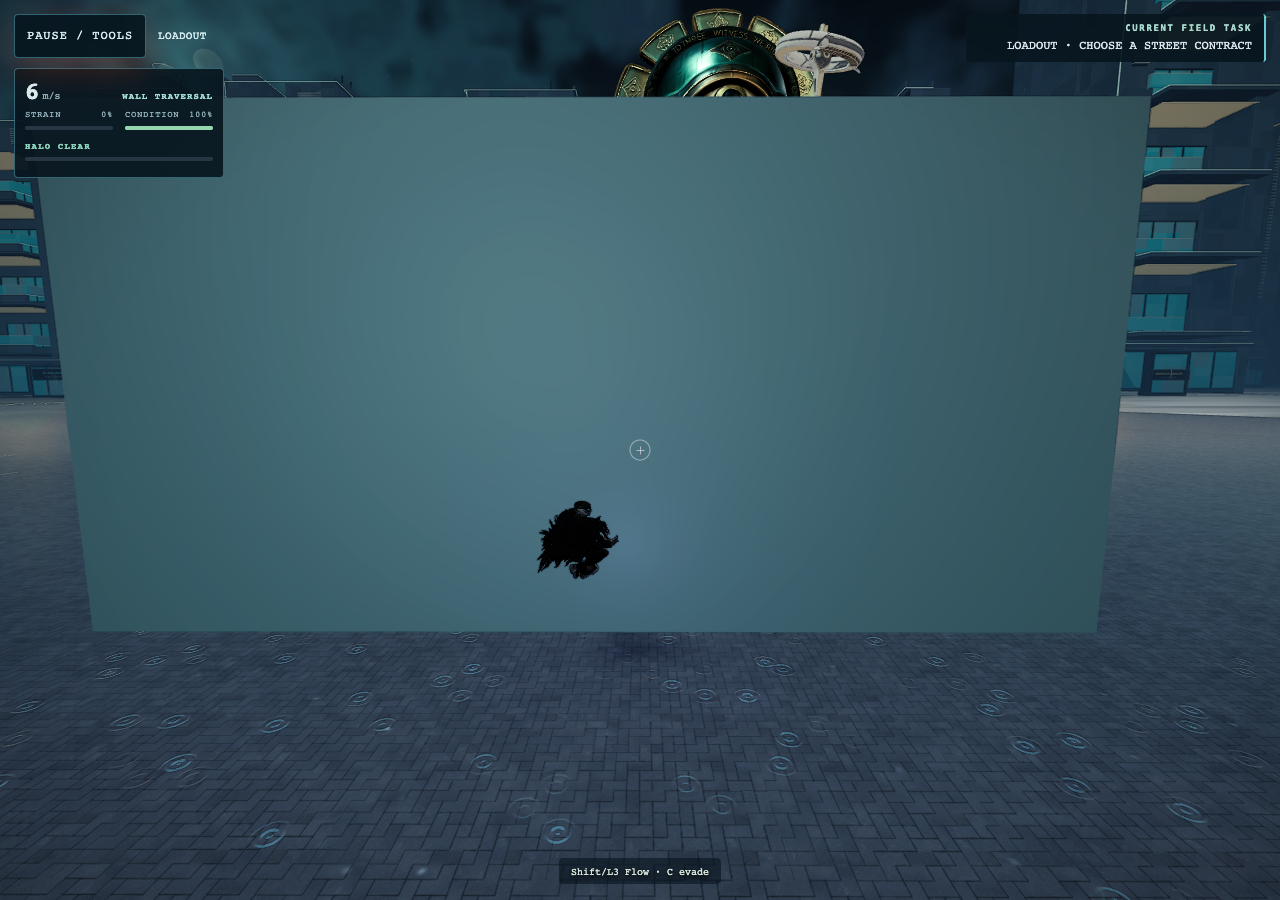 PAUSE / TOOLS
LOADOUT
CURRENT FIELD TASK
LOADOUT · CHOOSE A STREET CONTRACT
6 m/s
WALL TRAVERSAL
STRAIN 0%
CONDITION 100%
HALO CLEAR
WITNESS
Shift/L3 Flow · C evade